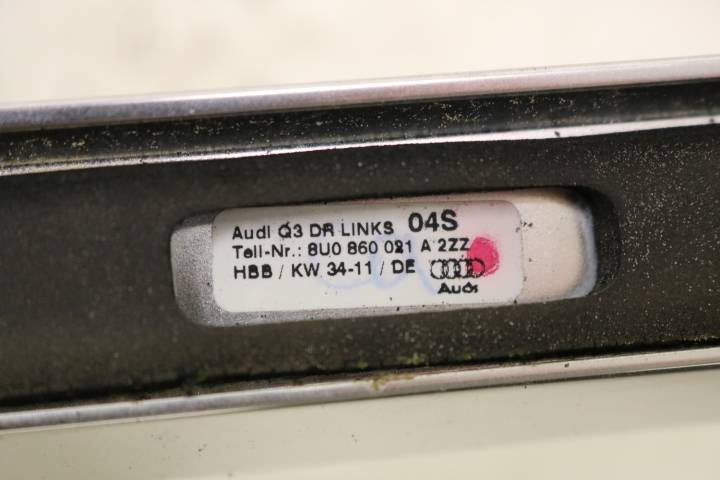 Audi Q3 DR LINKS 04S
Teil-Nr.: 8U0 860 021 A 2ZZ
HBB / KW 34-11 / DE
Audi